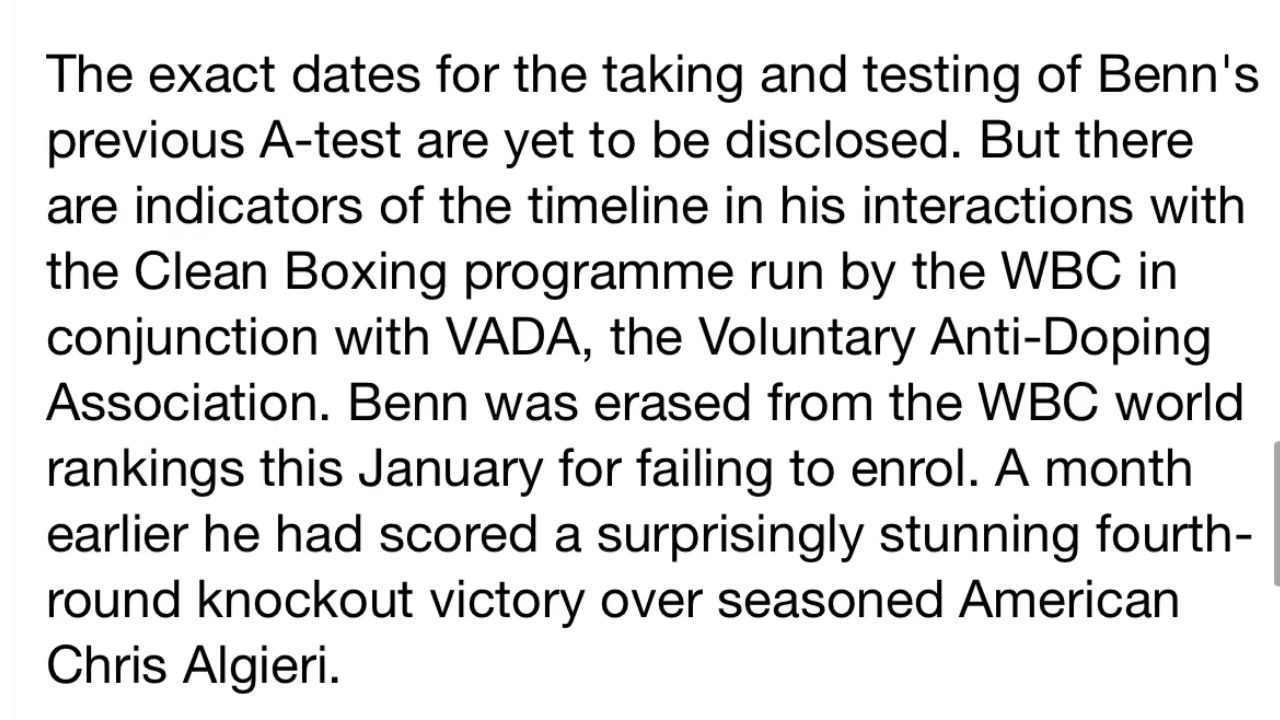 The exact dates for the taking and testing of Benn's
previous A-test are yet to be disclosed. But there
are indicators of the timeline in his interactions with
the Clean Boxing programme run by the WBC in
conjunction with VADA, the Voluntary Anti-Doping
Association. Benn was erased from the WBC world
rankings this January for failing to enrol. A month
earlier he had scored a surprisingly stunning fourth-
round knockout victory over seasoned American
Chris Algieri.